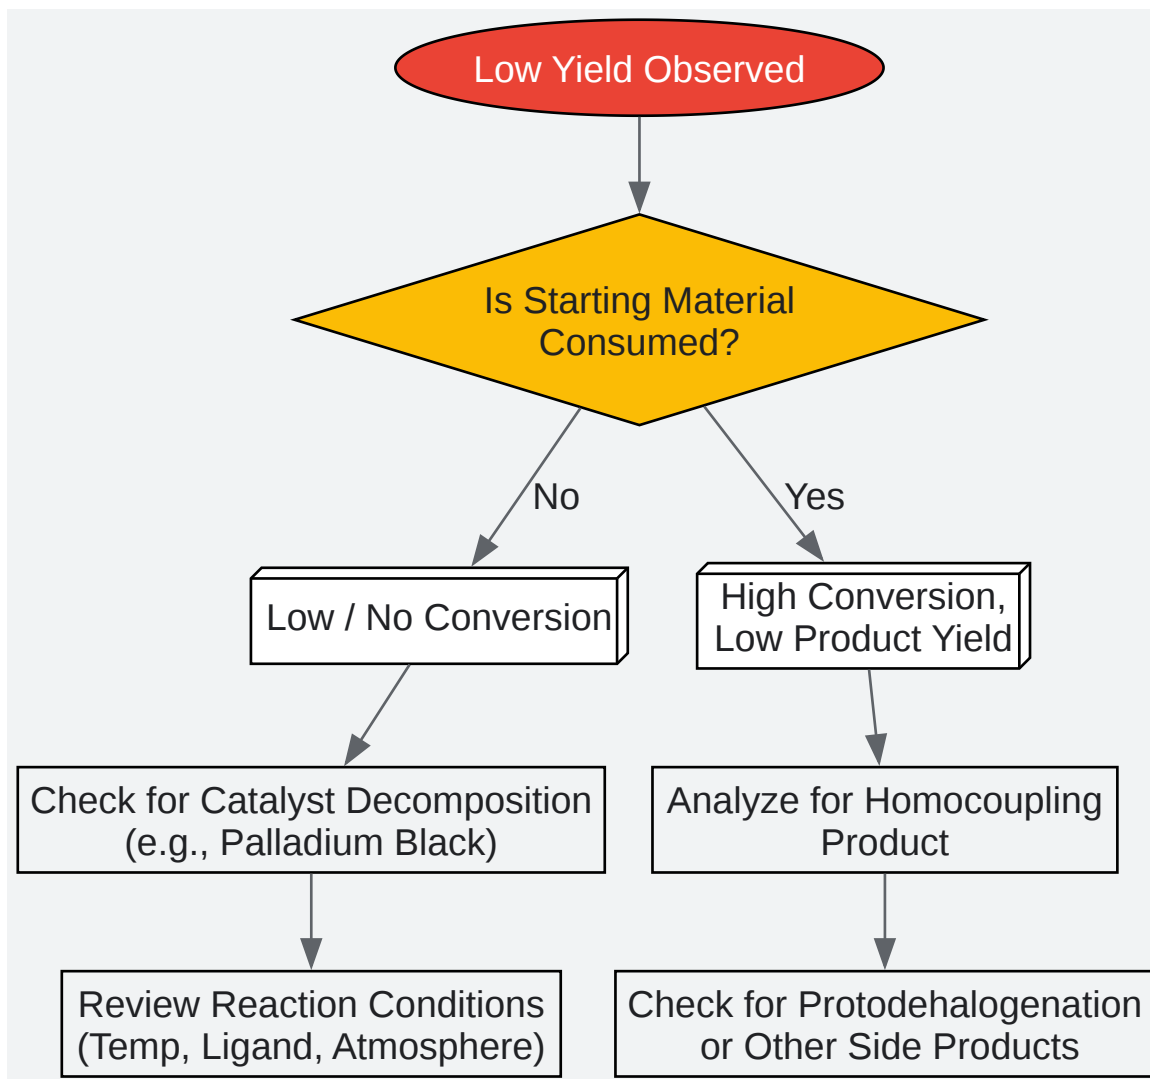 Low Yield Observed
Is Starting Material
Consumed?
No
Yes
Low / No Conversion
High Conversion,
Low Product Yield
Check for Catalyst Decomposition
(e.g., Palladium Black)
Analyze for Homocoupling
Product
Review Reaction Conditions
(Temp, Ligand, Atmosphere)
Check for Protodehalogenation
or Other Side Products